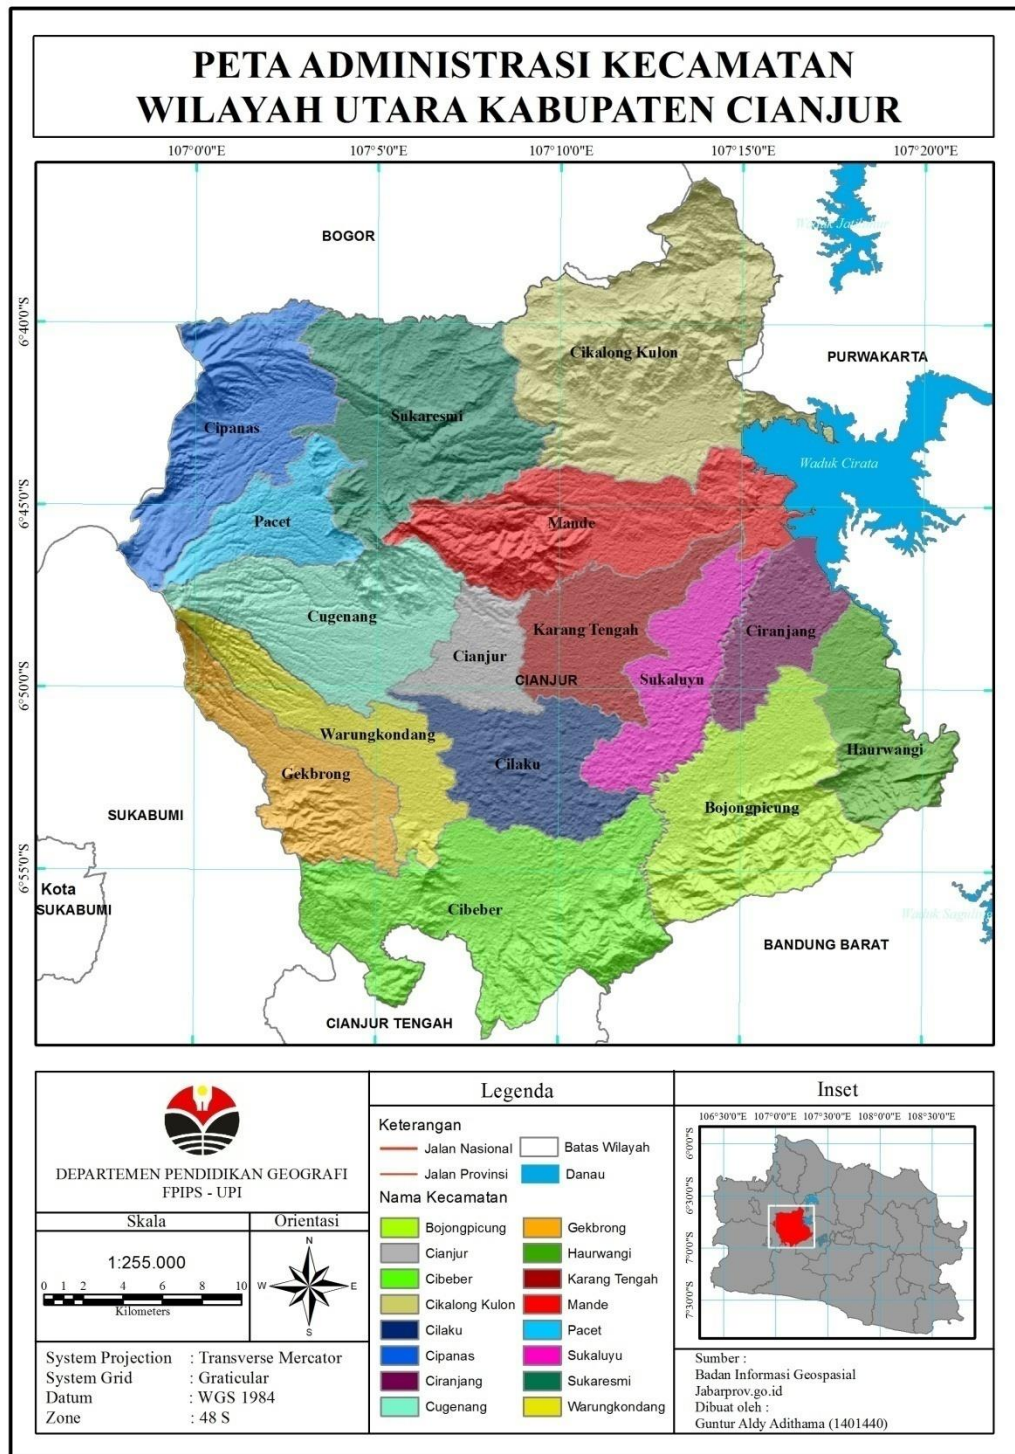 PETA ADMINISTRASI KECAMATAN
WILAYAH UTARA KABUPATEN CIANJUR
107°0'0"E 107°5'0"E 107°10'0"E 107°15'0"E 107°20'0"E
6°40'0"S
6°45'0"S
6°50'0"S
6°55'0"S
BOGOR
Cikalong Kulon
PURWAKARTA
Sukaresmi
Cipanas
Waduk Cirata
Pacet
Mande
Cugenang
Karang Tengah
Ciranjang
Cianjur
CIANJUR
Sukaluyu
Warungkondang
Haurwangi
Cilaku
Gekbrong
Bojongpicung
SUKABUMI
Kota
SUKABUMI
Cibeber
BANDUNG BARAT
CIANJUR TENGAH
DEPARTEMEN PENDIDIKAN GEOGRAFI
FPIPS - UPI
Skala
1:255.000
0 1 2 4 6 8 10
Kilometers
Orientasi
N
W E
S
System Projection : Transverse Mercator
System Grid : Graticular
Datum : WGS 1984
Zone : 48 S
Legenda
Keterangan
Jalan Nasional Batas Wilayah
Jalan Provinsi Danau
Nama Kecamatan
Bojongpicung Gekbrong
Cianjur Haurwangi
Cibeber Karang Tengah
Cikalong Kulon Mande
Cilaku Pacet
Cipanas Sukaluyu
Ciranjang Sukaresmi
Cugenang Warungkondang
Inset
106°30'0"E 107°0'0"E 107°30'0"E 108°0'0"E 108°30'0"E
6°0'0"S
6°30'0"S
7°0'0"S
7°30'0"S
Sumber :
Badan Informasi Geospasial
Jabarprov.go.id
Dibuat oleh :
Guntur Aldy Adithama (1401440)